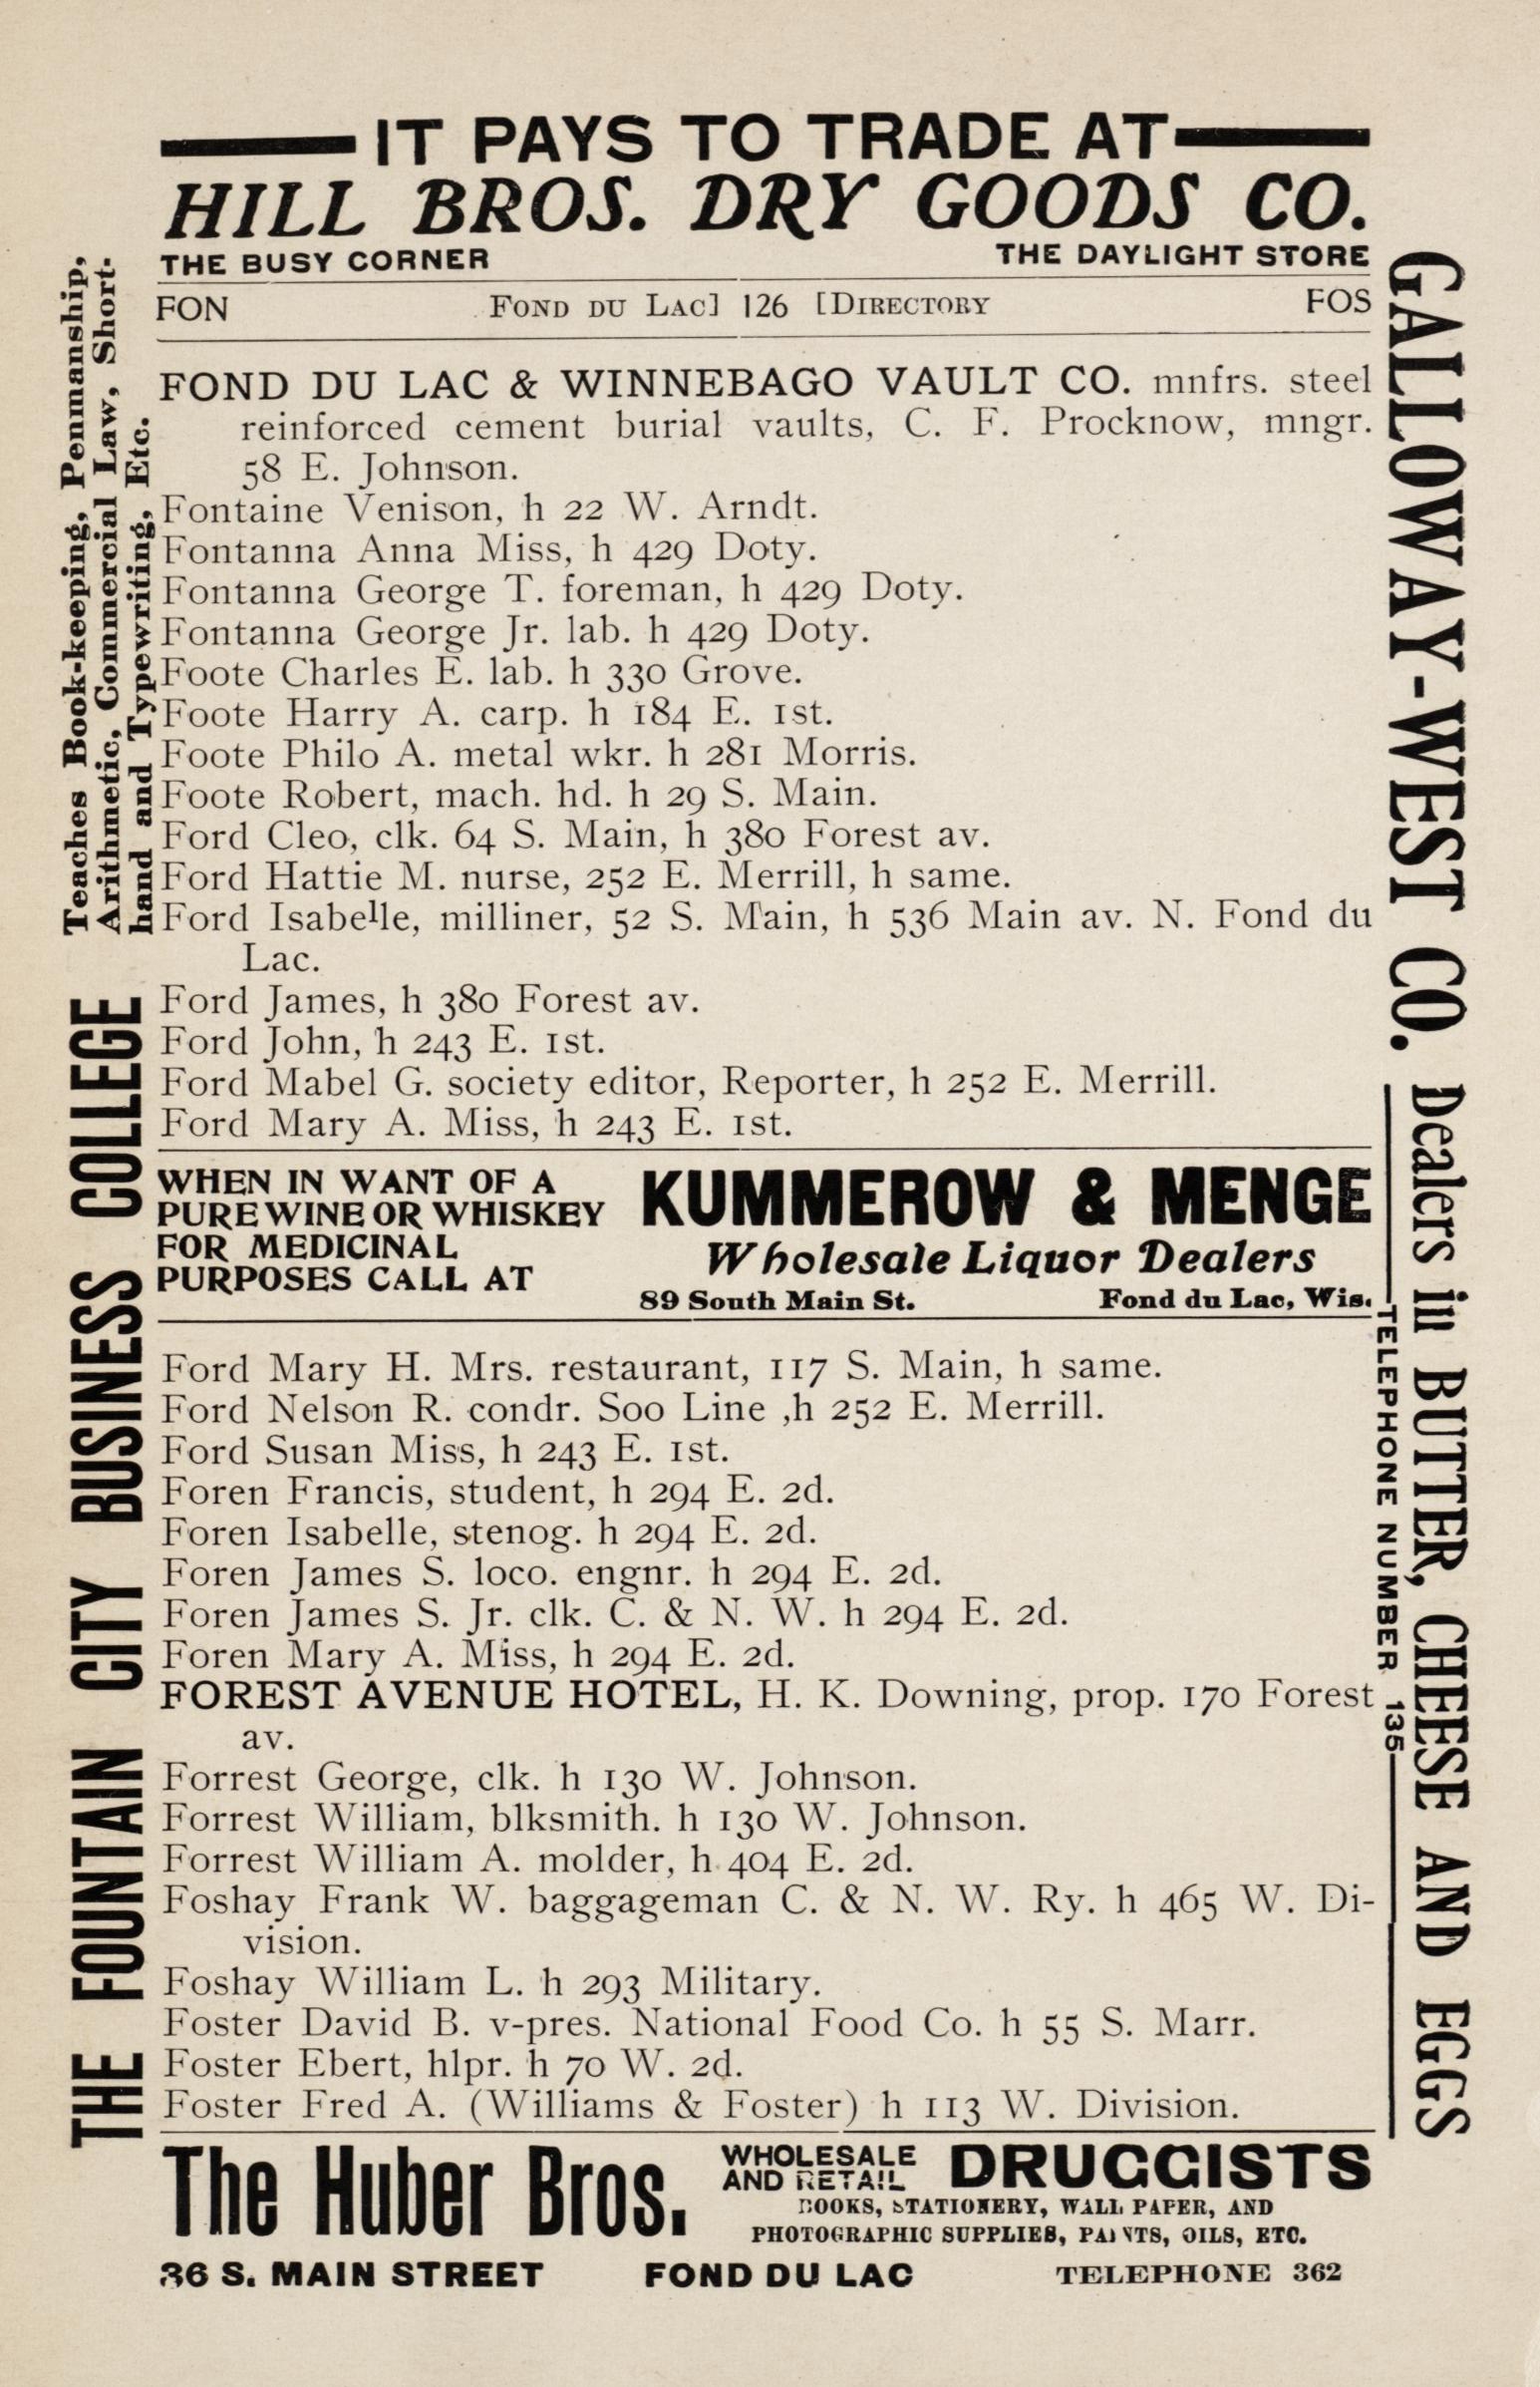 IT PAYS TO TRADE AT
HILL BROS. DRY GOODS CO.
THE BUSY CORNER THE DAYLIGHT STORE
FON FOND DU LAC] 126 [DIRECTORY FOS
FOND DU LAC & WINNEBAGO VAULT CO. mnfrs. steel
reinforced cement burial vaults, C. F. Procknow, mngr.
58 E. Johnson.
Fontaine Venison, h 22 W. Arndt.
Fontanna Anna Miss, h 429 Doty.
Fontanna George T. foreman, h 429 Doty.
Fontanna George Jr. lab. h 429 Doty.
Foote Charles E. lab. h 330 Grove.
Foote Harry A. carp. h 184 E. 1st.
Foote Philo A. metal wkr. h 281 Morris.
Foote Robert, mach. hd. h 29 S. Main.
Ford Cleo, clk. 64 S. Main, h 380 Forest av.
Ford Hattie M. nurse, 252 E. Merrill, h same.
Ford Isabelle, milliner, 52 S. Main, h 536 Main av. N. Fond du
Lac.
Ford James, h 380 Forest av.
Ford John, h 243 E. 1st.
Ford Mabel G. society editor, Reporter, h 252 E. Merrill.
Ford Mary A. Miss, h 243 E. 1st.
WHEN IN WANT OF A
PURE WINE OR WHISKEY
FOR MEDICINAL
PURPOSES CALL AT
KUMMEROW & MENGE
Wholesale Liquor Dealers
89 South Main St. Fond du Lac, Wis.
Ford Mary H. Mrs. restaurant, 117 S. Main, h same.
Ford Nelson R. condr. Soo Line ,h 252 E. Merrill.
Ford Susan Miss, h 243 E. 1st.
Foren Francis, student, h 294 E. 2d.
Foren Isabelle, stenog. h 294 E. 2d.
Foren James S. loco. engnr. h 294 E. 2d.
Foren James S. Jr. clk. C. & N. W. h 294 E. 2d.
Foren Mary A. Miss, h 294 E. 2d.
FOREST AVENUE HOTEL, H. K. Downing, prop. 170 Forest
av.
Forrest George, clk. h 130 W. Johnson.
Forrest William, blksmith. h 130 W. Johnson.
Forrest William A. molder, h 404 E. 2d.
Foshay Frank W. baggageman C. & N. W. Ry. h 465 W. Di-
vision.
Foshay William L. h 293 Military.
Foster David B. v-pres. National Food Co. h 55 S. Marr.
Foster Ebert, hlpr. h 70 W. 2d.
Foster Fred A. (Williams & Foster) h 113 W. Division.
The Huber Bros.
WHOLESALE
AND RETAIL
DRUGGISTS
BOOKS, STATIONERY, WALL PAPER, AND
PHOTOGRAPHIC SUPPLIES, PAINTS, OILS, ETC.
36 S. MAIN STREET FOND DU LAC TELEPHONE 362
THE FOUNTAIN CITY BUSINESS COLLEGE
Teaches Book-keeping, Penmanship,
Arithmetic, Commercial Law, Short-
hand and Typewriting, Etc.
GALLOWAY-WEST CO. Dealers in BUTTER, CHEESE AND EGGS
TELEPHONE NUMBER 135